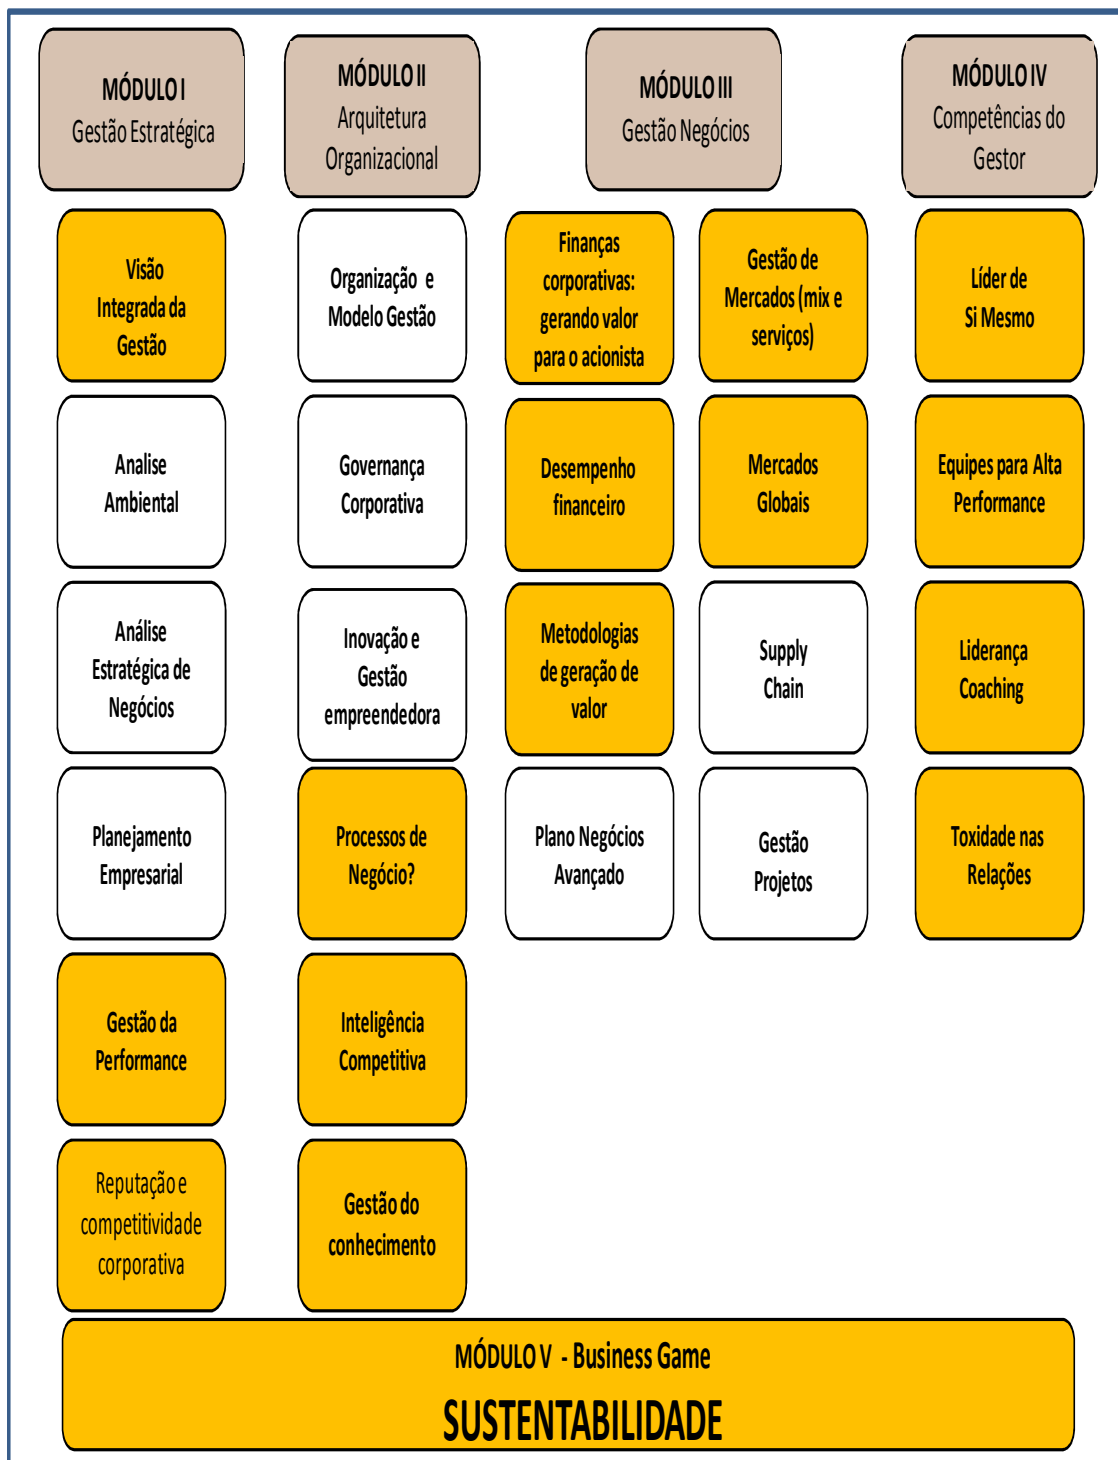 MÓDULO I
Gestão Estratégica
MÓDULO II
Arquitetura
Organizacional
MÓDULO III
Gestão Negócios
MÓDULO IV
Competências do
Gestor
Visão
Integrada da
Gestão
Organização e
Modelo Gestão
Finanças
corporativas:
gerando valor
para o acionista
Gestão de
Mercados (mix e
serviços)
Líder de
Si Mesmo
Analise
Ambiental
Governança
Corporativa
Desempenho
financeiro
Mercados
Globais
Equipes para Alta
Performance
Análise
Estratégica de
Negócios
Inovação e
Gestão
empreendedora
Metodologias
de geração de
valor
Supply
Chain
Liderança
Coaching
Planejamento
Empresarial
Processos de
Negócio?
Plano Negócios
Avançado
Gestão
Projetos
Toxidade nas
Relações
Gestão da
Performance
Inteligência
Competitiva
Reputação e
competitividade
corporativa
Gestão do
conhecimento
MÓDULO V - Business Game
SUSTENTABILIDADE